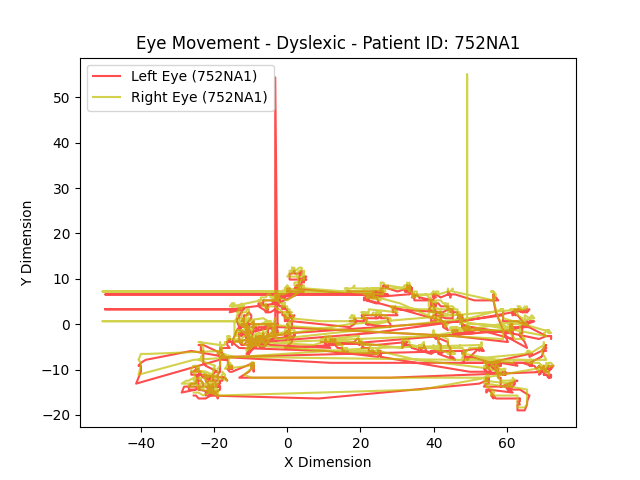 Eye Movement - Dyslexic - Patient ID: 752NA1
Left Eye (752NA1)
Right Eye (752NA1)
Y Dimension
50
40
30
20
10
0
−10
−20
−40
−20
0
20
40
60
X Dimension